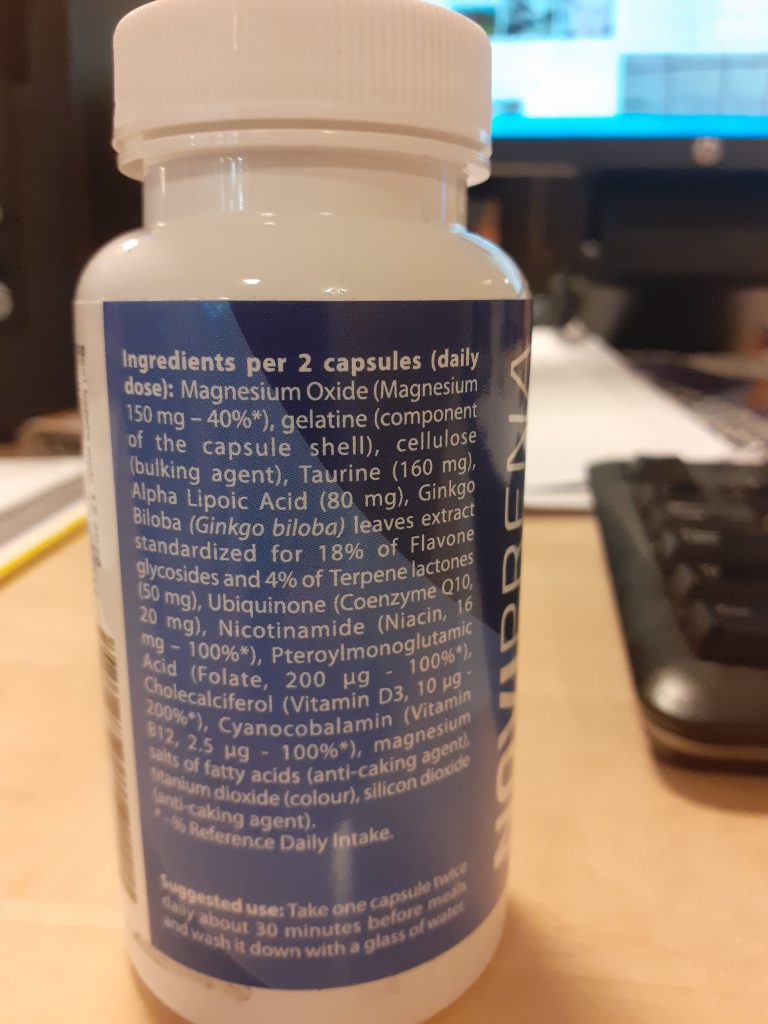 Ingredients per 2 capsules (daily
dose): Magnesium Oxide (Magnesium
150 mg – 40%*), gelatine (component
of the capsule shell), cellulose
(bulking agent), Taurine (160 mg),
Alpha Lipoic Acid (80 mg), Ginkgo
Biloba (Ginkgo biloba) leaves extract
standardized for 18% of Flavone
glycosides and 4% of Terpene lactones
(50 mg), Ubiquinone (Coenzyme Q10,
20 mg), Nicotinamide (Niacin, 16
mg – 100%*), Pteroylmonoglutamic
Acid (Folate, 200 µg - 100%*),
Cholecalciferol (Vitamin D3, 10 µg -
200%*), Cyanocobalamin (Vitamin
B12, 2.5 µg - 100%*), magnesium
salts of fatty acids (anti-caking agent),
titanium dioxide (colour), silicon dioxide
(anti-caking agent).
* - % Reference Daily Intake.
Suggested use: Take one capsule twice
daily about 30 minutes before meals
and wash it down with a glass of water.
NOVIPRENA
hp